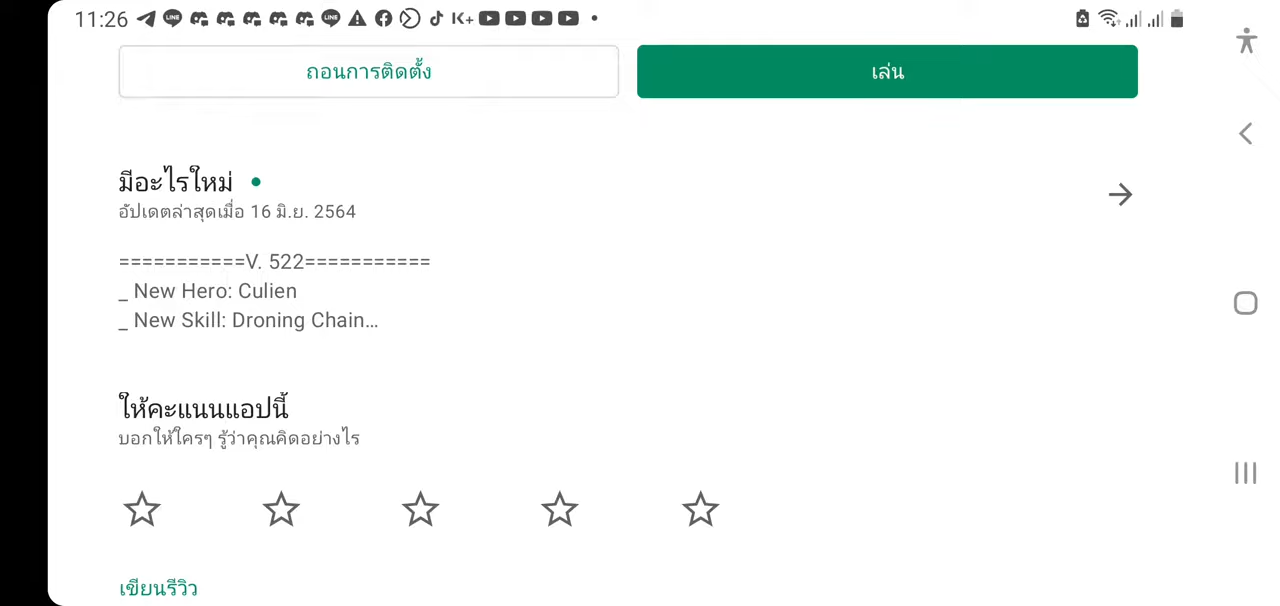 11:26
ถอนการติดตั้ง
เล่น
มีอะไรใหม่
อัปเดตล่าสุดเมื่อ 16 มิ.ย. 2564
===========V. 522===========
_ New Hero: Culien
_ New Skill: Droning Chain...
ให้คะแนนแอปนี้
บอกให้ใครๆ รู้ว่าคุณคิดอย่างไร
เขียนรีวิว